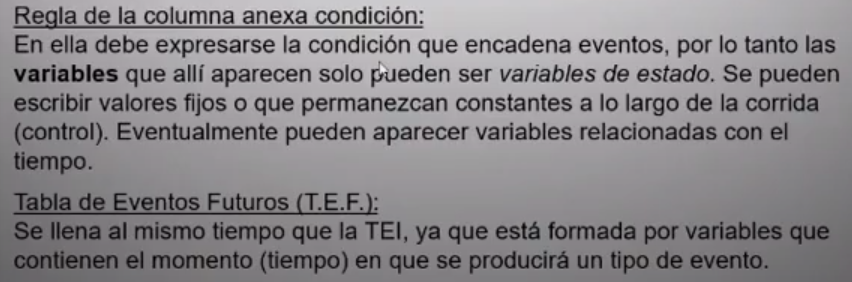 Regla de la columna anexa condición:
En ella debe expresarse la condición que encadena eventos, por lo tanto las
variables que allí aparecen solo pueden ser variables de estado. Se pueden
escribir valores fijos o que permanezcan constantes a lo largo de la corrida
(control). Eventualmente pueden aparecer variables relacionadas con el
tiempo.
Tabla de Eventos Futuros (T.E.F.):
Se llena al mismo tiempo que la TEI, ya que está formada por variables que
contienen el momento (tiempo) en que se producirá un tipo de evento.